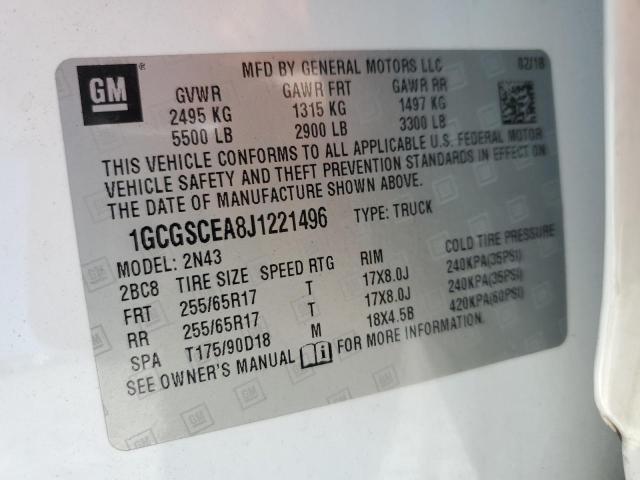 GM
MFD BY GENERAL MOTORS LLC 02/18
GVWR GAWR FRT GAWR RR
2495 KG 1315 KG 1497 KG
5500 LB 2900 LB 3300 LB
THIS VEHICLE CONFORMS TO ALL APPLICABLE U.S. FEDERAL MOTOR
VEHICLE SAFETY AND THEFT PREVENTION STANDARDS IN EFFECT ON
THE DATE OF MANUFACTURE SHOWN ABOVE.
1GCGSCEA8J1221496 TYPE: TRUCK
MODEL: 2N43
2BC8 TIRE SIZE SPEED RTG RIM COLD TIRE PRESSURE
FRT 255/65R17 T 17X8.0J 240KPA(35PSI)
RR 255/65R17 T 17X8.0J 240KPA(35PSI)
SPA T175/90D18 M 18X4.5B 420KPA(60PSI)
SEE OWNER'S MANUAL FOR MORE INFORMATION.